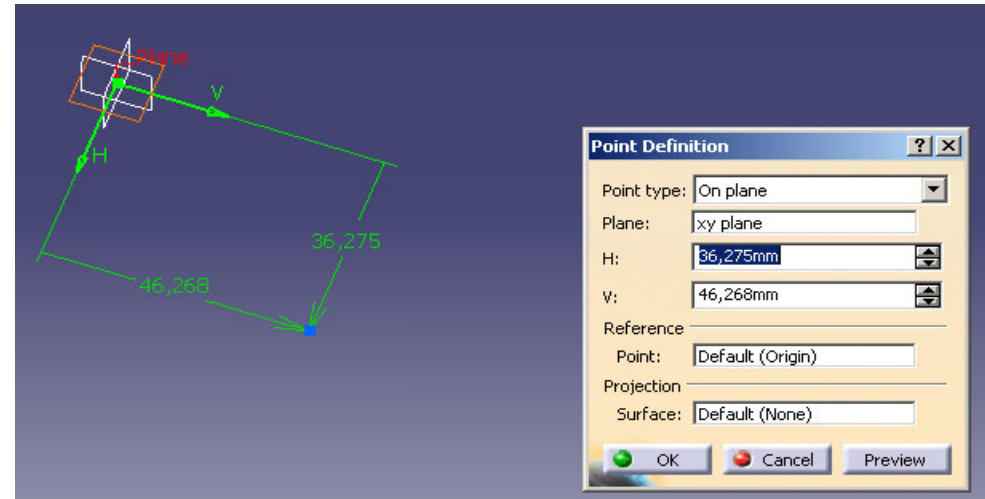 Plane
V
H
36,275
46,268
Point Definition
Point type: On plane
Plane: xy plane
H: 36,275mm
V: 46,268mm
Reference
Point: Default (Origin)
Projection
Surface: Default (None)
OK Cancel Preview